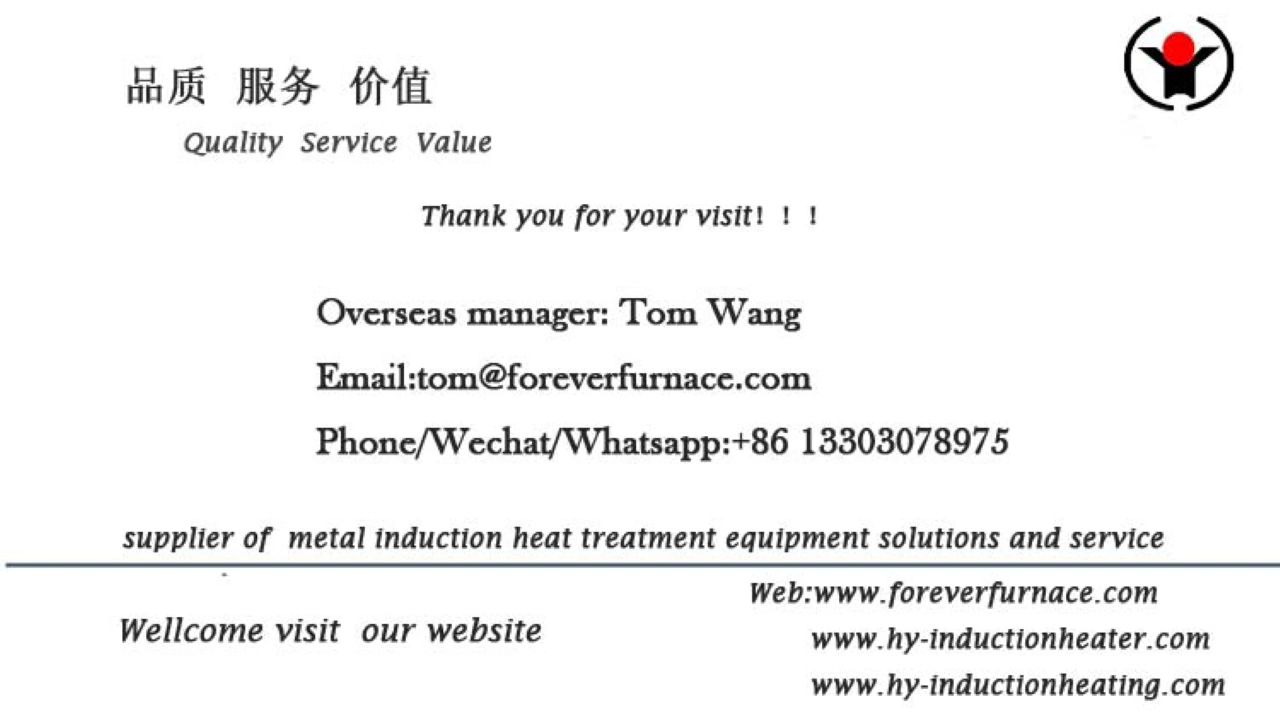 品质 服务 价值
Quality Service Value
Thank you for your visit！！！
Overseas manager: Tom Wang
Email:tom@foreverfurnace.com
Phone/Wechat/Whatsapp:+86 13303078975
supplier of metal induction heat treatment equipment solutions and service
Wellcome visit our website
Web:www.foreverfurnace.com
www.hy-inductionheater.com
www.hy-inductionheating.com